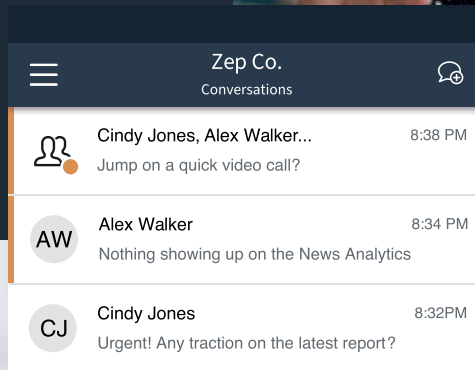 Zep Co.
Conversations
Cindy Jones, Alex Walker... 8:38 PM
Jump on a quick video call?
AW Alex Walker 8:34 PM
Nothing showing up on the News Analytics
CJ Cindy Jones 8:32PM
Urgent! Any traction on the latest report?